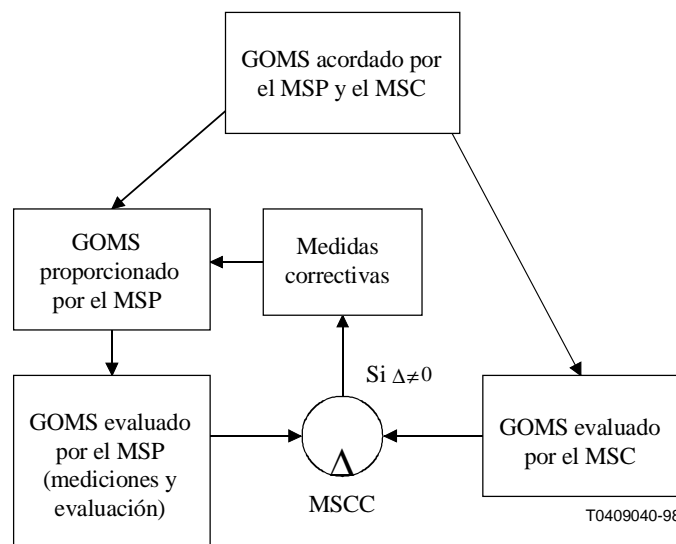 GOMS acordado por
el MSP y el MSC
GOMS
proporcionado
por el MSP
Medidas
correctivas
Si Δ≠0
GOMS evaluado
por el MSP
(mediciones y
evaluación)
Δ
MSCC
GOMS evaluado
por el MSC
T0409040-98